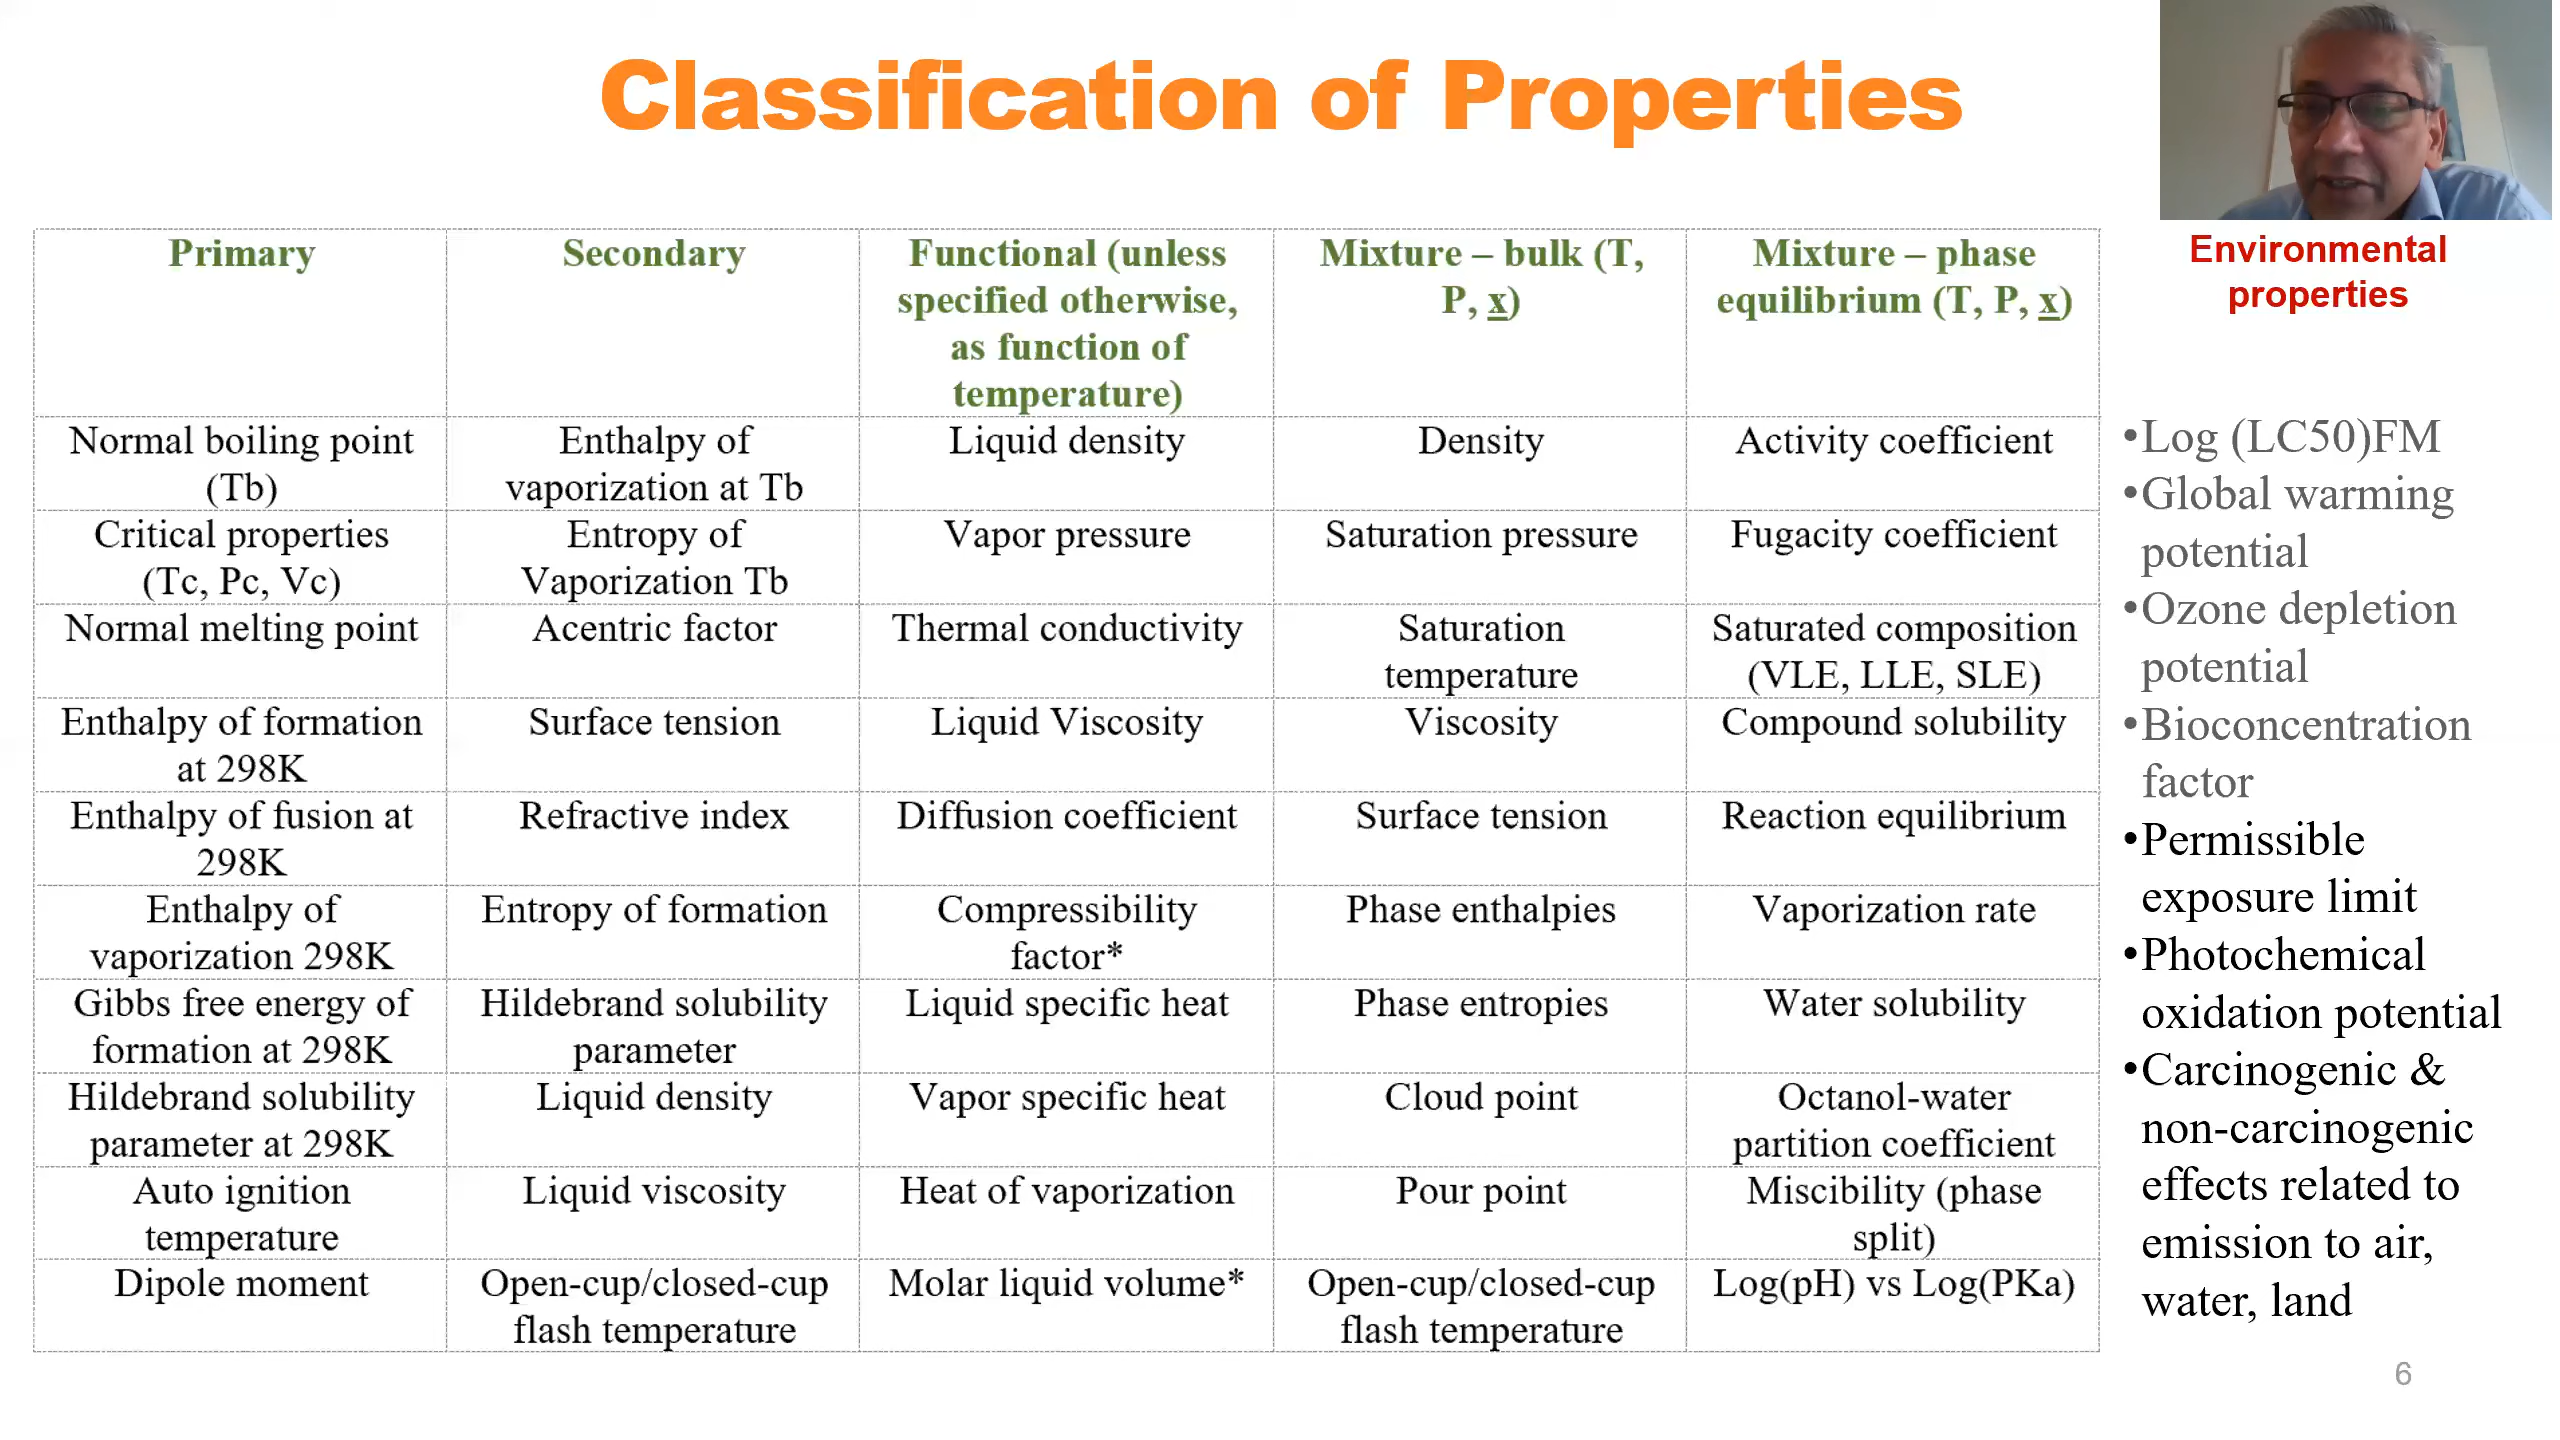 Classification of Properties
Primary
Secondary
Functional (unless
specified otherwise,
as function of
temperature)
Mixture – bulk (T,
P, x)
Mixture – phase
equilibrium (T, P, x)
Normal boiling point
(Tb)
Enthalpy of
vaporization at Tb
Liquid density
Density
Activity coefficient
Critical properties
(Tc, Pc, Vc)
Entropy of
Vaporization Tb
Vapor pressure
Saturation pressure
Fugacity coefficient
Normal melting point
Acentric factor
Thermal conductivity
Saturation
temperature
Saturated composition
(VLE, LLE, SLE)
Enthalpy of formation
at 298K
Surface tension
Liquid Viscosity
Viscosity
Compound solubility
Enthalpy of fusion at
298K
Refractive index
Diffusion coefficient
Surface tension
Reaction equilibrium
Enthalpy of
vaporization 298K
Entropy of formation
Compressibility
factor*
Phase enthalpies
Vaporization rate
Gibbs free energy of
formation at 298K
Hildebrand solubility
parameter
Liquid specific heat
Phase entropies
Water solubility
Hildebrand solubility
parameter at 298K
Liquid density
Vapor specific heat
Cloud point
Octanol-water
partition coefficient
Auto ignition
temperature
Liquid viscosity
Heat of vaporization
Pour point
Miscibility (phase
split)
Dipole moment
Open-cup/closed-cup
flash temperature
Molar liquid volume*
Open-cup/closed-cup
flash temperature
Log(pH) vs Log(PKa)
Environmental
properties
•Log (LC50)FM
•Global warming
potential
•Ozone depletion
potential
•Bioconcentration
factor
•Permissible
exposure limit
•Photochemical
oxidation potential
•Carcinogenic &
non-carcinogenic
effects related to
emission to air,
water, land
6